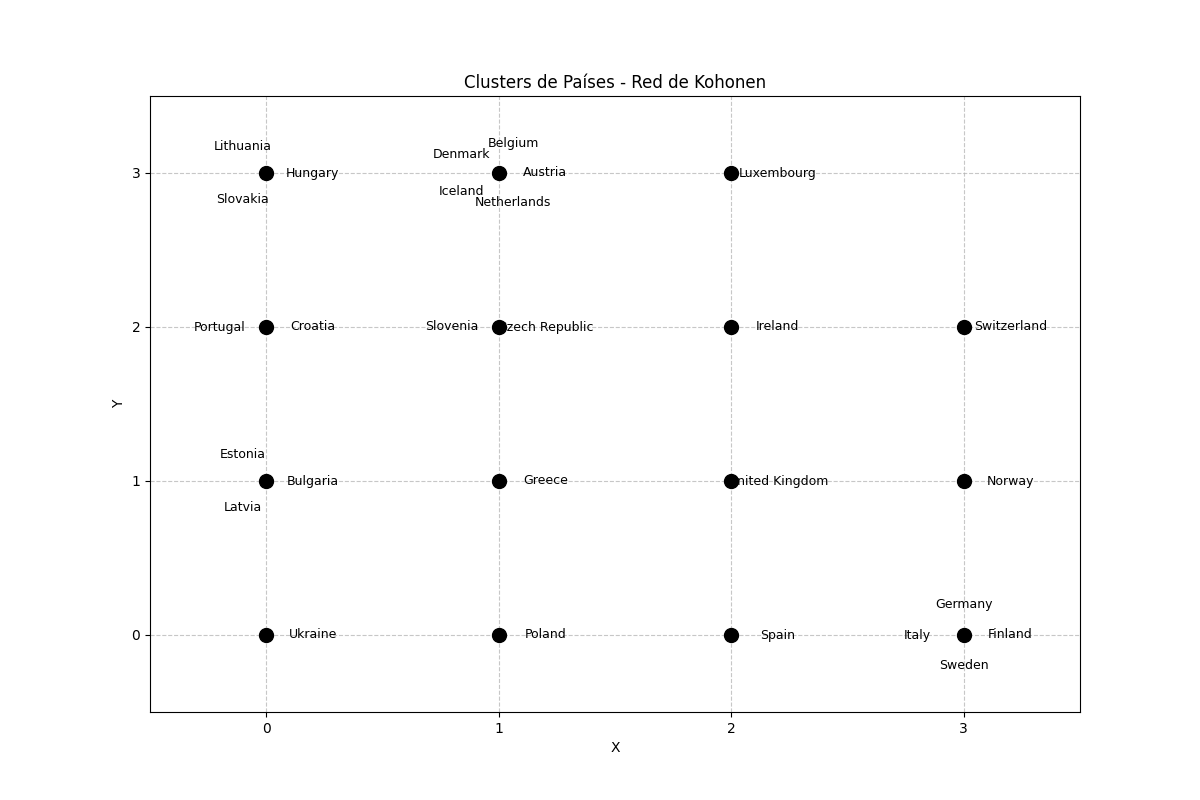 Clusters de Países - Red de Kohonen
Belgium
Lithuania
Denmark
3
Hungary
Austria
Luxembourg
Iceland
Slovakia
Netherlands
2
Portugal
Croatia
Slovenia
zech Republic
Ireland
Switzerland
Y
Estonia
1
Bulgaria
Greece
nited Kingdom
Norway
Latvia
Germany
0
Ukraine
Poland
Spain
Italy
Finland
Sweden
0 1 2 3
X